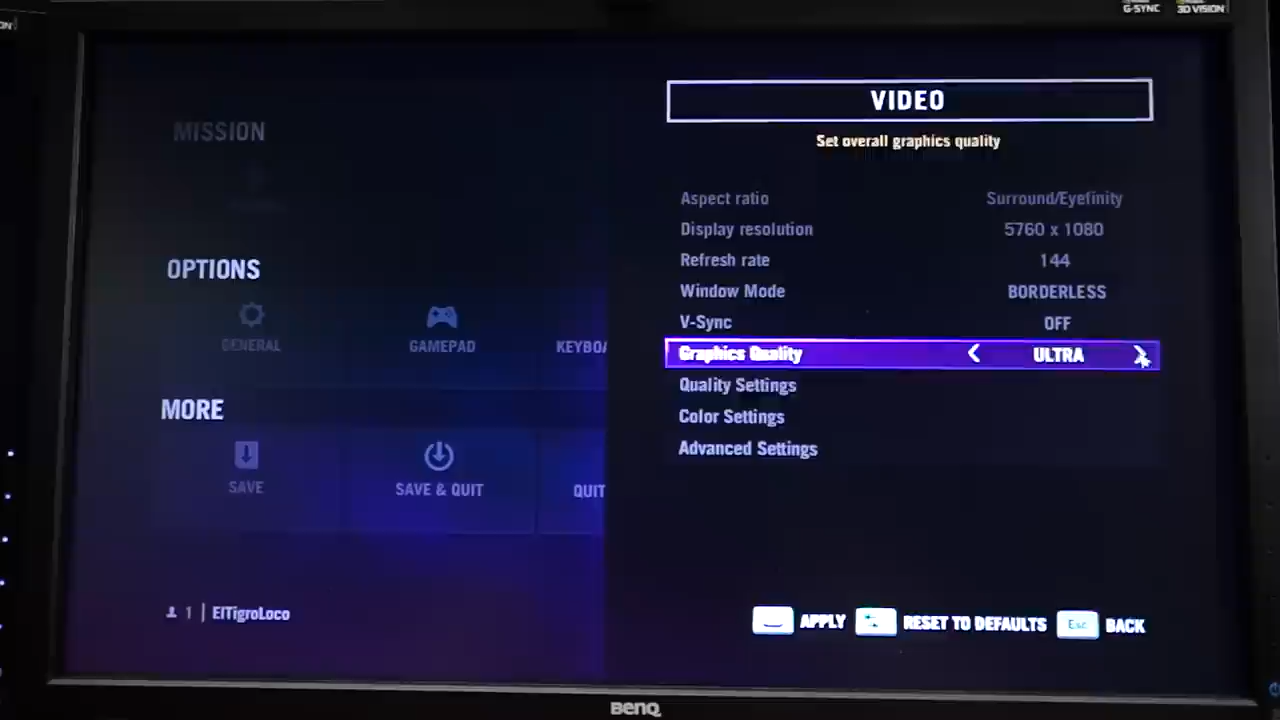 G-SYNC 3D VISION
VIDEO
Set overall graphics quality
MISSION
Aspect ratio Surround/Eyefinity
Display resolution 5760 x 1080
Refresh rate 144
Window Mode BORDERLESS
V-Sync OFF
Graphics Quality ULTRA
Quality Settings
Color Settings
Advanced Settings
OPTIONS
GENERAL GAMEPAD KEYBOA
MORE
SAVE SAVE & QUIT QUIT
1 | ElTigroLoco
APPLY RESET TO DEFAULTS Esc BACK
BenQ